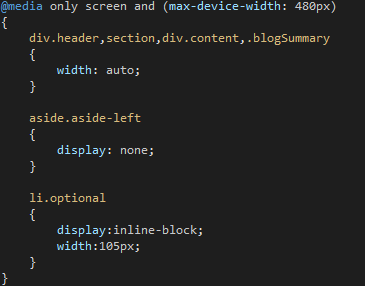 @media only screen and (max-device-width: 480px)
{
    div.header,section,div.content,.blogSummary
    {
        width: auto;
    }

    aside.aside-left
    {
        display: none;
    }

    li.optional
    {
        display:inline-block;
        width:105px;
    }
}